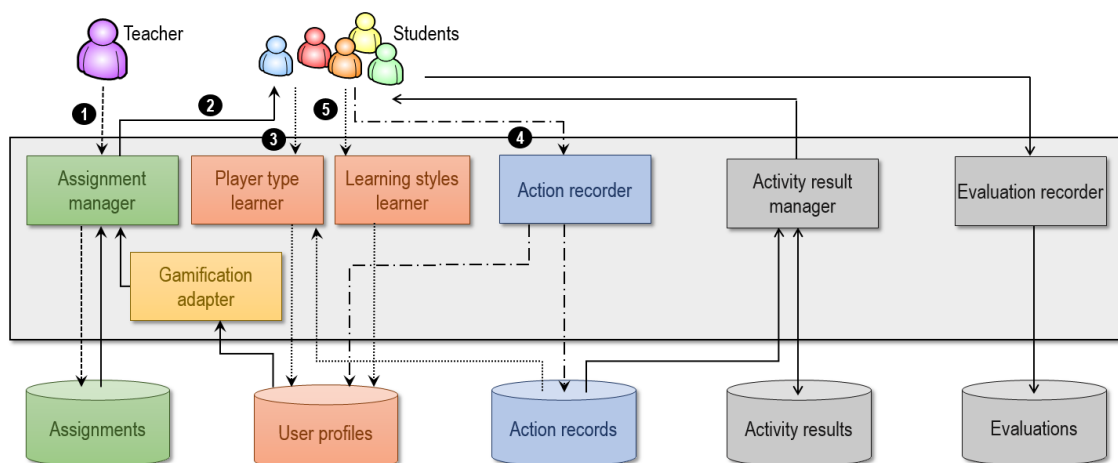 Teacher
Students
1
2
5
3
4
Assignment
manager
Player type
learner
Learning styles
learner
Action recorder
Activity result
manager
Evaluation recorder
Gamification
adapter
Assignments
User profiles
Action records
Activity results
Evaluations